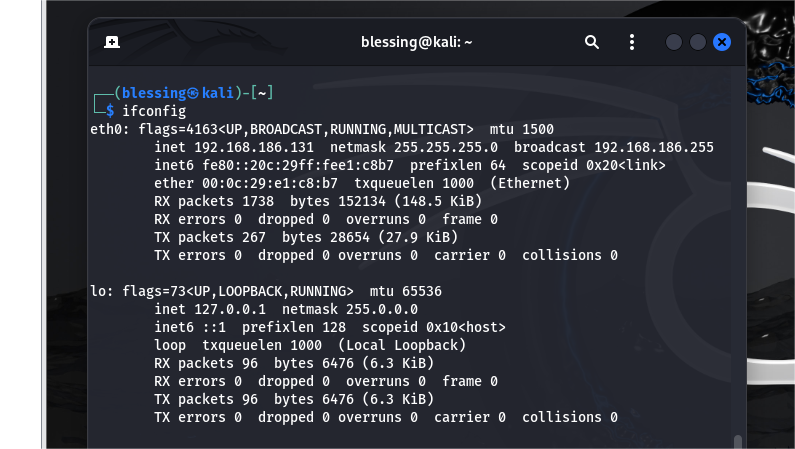 blessing@kali: ~
(blessing㉿kali)-[~]
$ ifconfig
eth0: flags=4163<UP,BROADCAST,RUNNING,MULTICAST>  mtu 1500
        inet 192.168.186.131  netmask 255.255.255.0  broadcast 192.168.186.255
        inet6 fe80::20c:29ff:fee1:c8b7  prefixlen 64  scopeid 0x20<link>
        ether 00:0c:29:e1:c8:b7  txqueuelen 1000  (Ethernet)
        RX packets 1738  bytes 152134 (148.5 KiB)
        RX errors 0  dropped 0  overruns 0  frame 0
        TX packets 267  bytes 28654 (27.9 KiB)
        TX errors 0  dropped 0 overruns 0  carrier 0  collisions 0
lo: flags=73<UP,LOOPBACK,RUNNING>  mtu 65536
        inet 127.0.0.1  netmask 255.0.0.0
        inet6 ::1  prefixlen 128  scopeid 0x10<host>
        loop  txqueuelen 1000  (Local Loopback)
        RX packets 96  bytes 6476 (6.3 KiB)
        RX errors 0  dropped 0  overruns 0  frame 0
        TX packets 96  bytes 6476 (6.3 KiB)
        TX errors 0  dropped 0 overruns 0  carrier 0  collisions 0